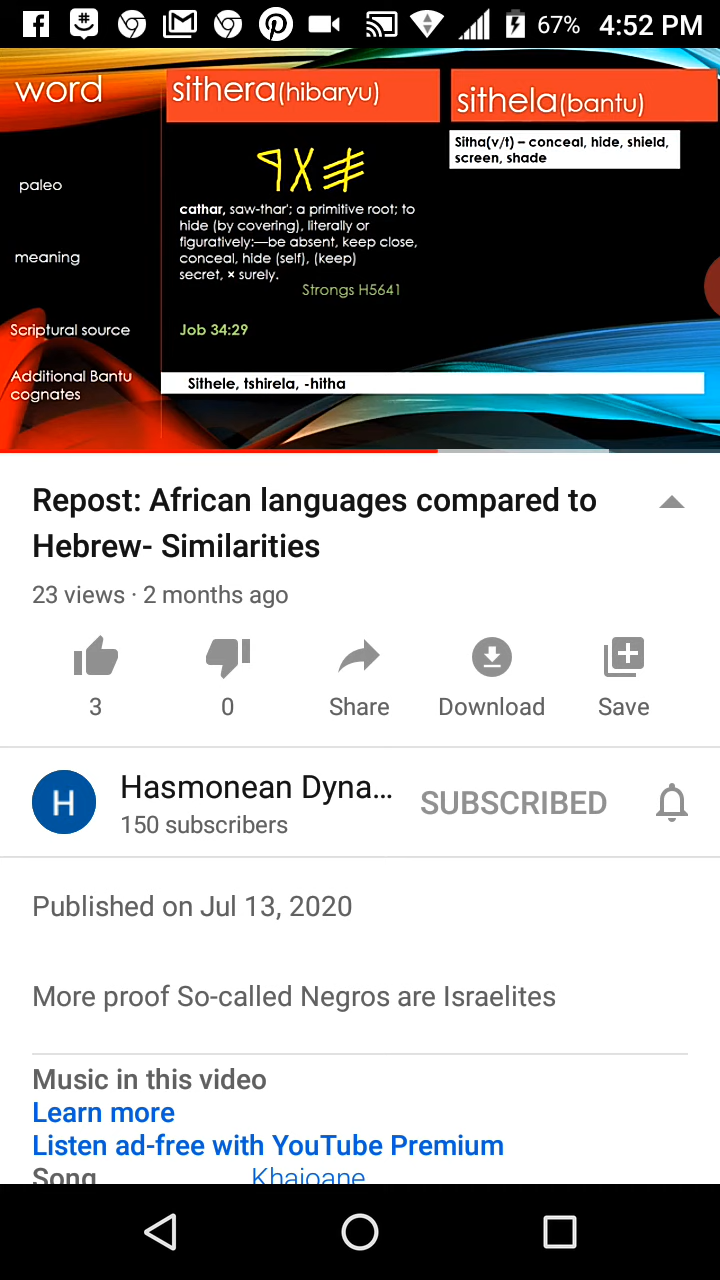 67% 4:52 PM
word
sithera(hibaryu)
sithela(bantu)
Sitha(v/t) – conceal, hide, shield,
screen, shade
paleo
𐤓𐤕𐤎
cathar, saw-thar'; a primitive root; to
hide (by covering), literally or
figuratively:—be absent, keep close,
conceal, hide (self), (keep)
secret, × surely.
meaning
Strongs H5641
Scriptural source
Job 34:29
Additional Bantu
cognates
Sithele, tshirela, -hitha
Repost: African languages compared to
Hebrew- Similarities
23 views · 2 months ago
3
0
Share
Download
Save
H
Hasmonean Dyna...
150 subscribers
SUBSCRIBED
Published on Jul 13, 2020
More proof So-called Negros are Israelites
Music in this video
Learn more
Listen ad-free with YouTube Premium
Song Khajoane